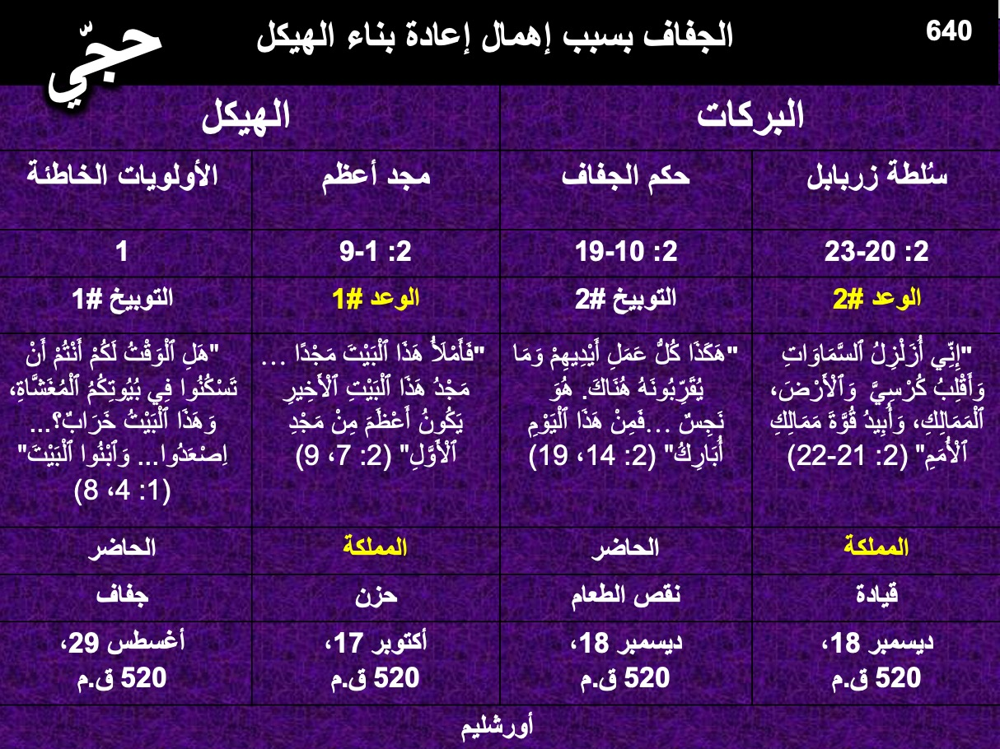 640
الجفاف بسبب إهمال إعادة بناء الهيكل
حجّي
البركات
الهيكل
سُلطة زربابل
حكم الجفاف
مجد أعظم
الأولويات الخاطئة
2: 20-23
2: 10-19
2: 1-9
1
الوعد #2
التوبيخ #2
الوعد #1
التوبيخ #1
"إِنِّي أُزَلْزِلُ ٱلسَّمَاوَاتِ
وَٱلْأَرْضَ، وَأَقْلِبُ كُرْسِيَّ
ٱلْمَمَالِكِ، وَأُبِيدُ قُوَّةَ مَمَالِكِ
ٱلْأُمَمِ" (2: 21-22)
"هَكَذَا كُلُّ عَمَلِ أَيْدِيهِمْ وَمَا
يُقَرِّبُونَهُ هُنَاكَ. هُوَ
نَجِسٌ …فَمِنْ هَذَا ٱلْيَوْمِ
أُبَارِكُ" (2: 14، 19)
"فَأَمْلَأُ هَذَا ٱلْبَيْتَ مَجْدًا …
مَجْدُ هَذَا ٱلْبَيْتِ ٱلْأَخِيرِ
يَكُونُ أَعْظَمَ مِنْ مَجْدِ
ٱلْأَوَّلِ" (2: 7، 9)
"هَلِ ٱلْوَقْتُ لَكُمْ أَنْتُمْ أَنْ
تَسْكُنُوا فِي بُيُوتِكُمُ ٱلْمُغَشَّاةِ،
وَهَذَا ٱلْبَيْتُ خَرَابٌ؟...
اِصْعَدُوا... وَٱبْنُوا ٱلْبَيْتَ"
(1: 4، 8)
المملكة
الحاضر
المملكة
الحاضر
قيادة
نقص الطعام
حزن
جفاف
ديسمبر 18،
520 ق.م
ديسمبر 18،
520 ق.م
أكتوبر 17،
520 ق.م
أغسطس 29،
520 ق.م
أورشليم